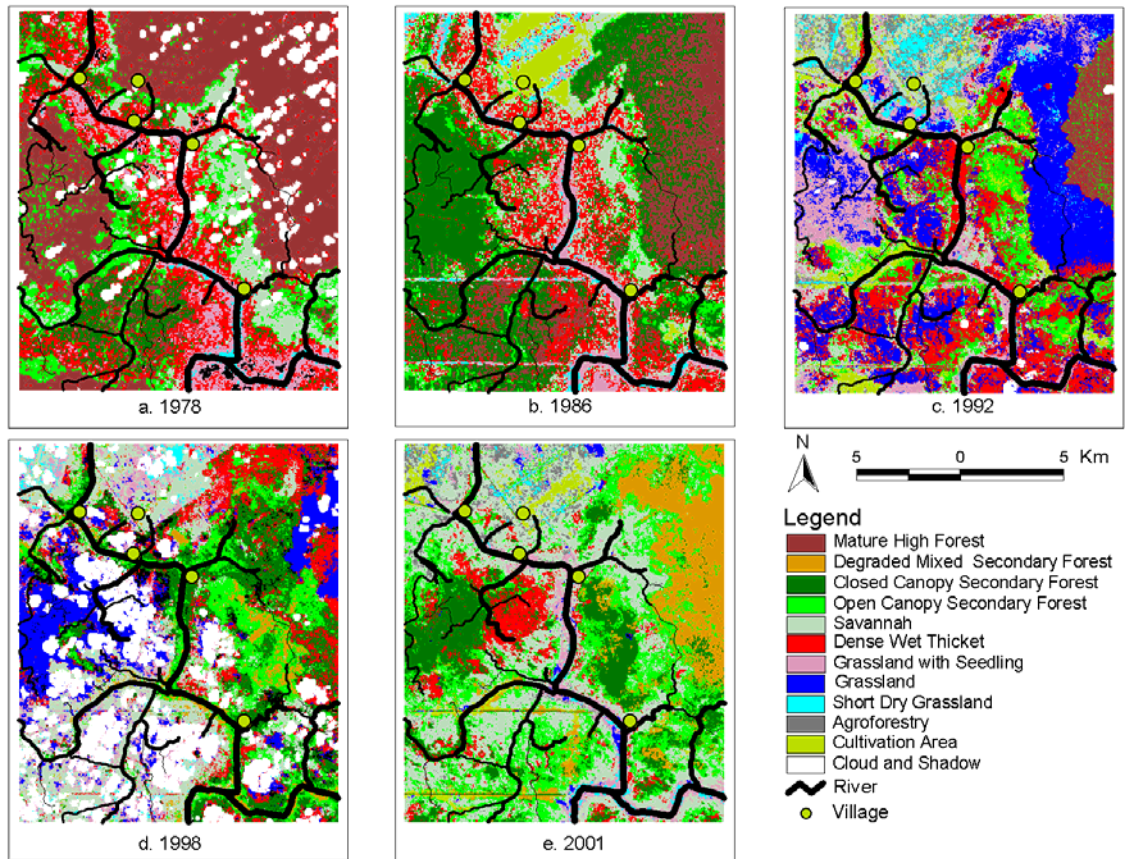 a. 1978
b. 1986
c. 1992
N
5 0 5 Km
Legend
Mature High Forest
Degraded Mixed Secondary Forest
Closed Canopy Secondary Forest
Open Canopy Secondary Forest
Savannah
Dense Wet Thicket
Grassland with Seedling
Grassland
Short Dry Grassland
Agroforestry
Cultivation Area
Cloud and Shadow
River
Village
d. 1998
e. 2001